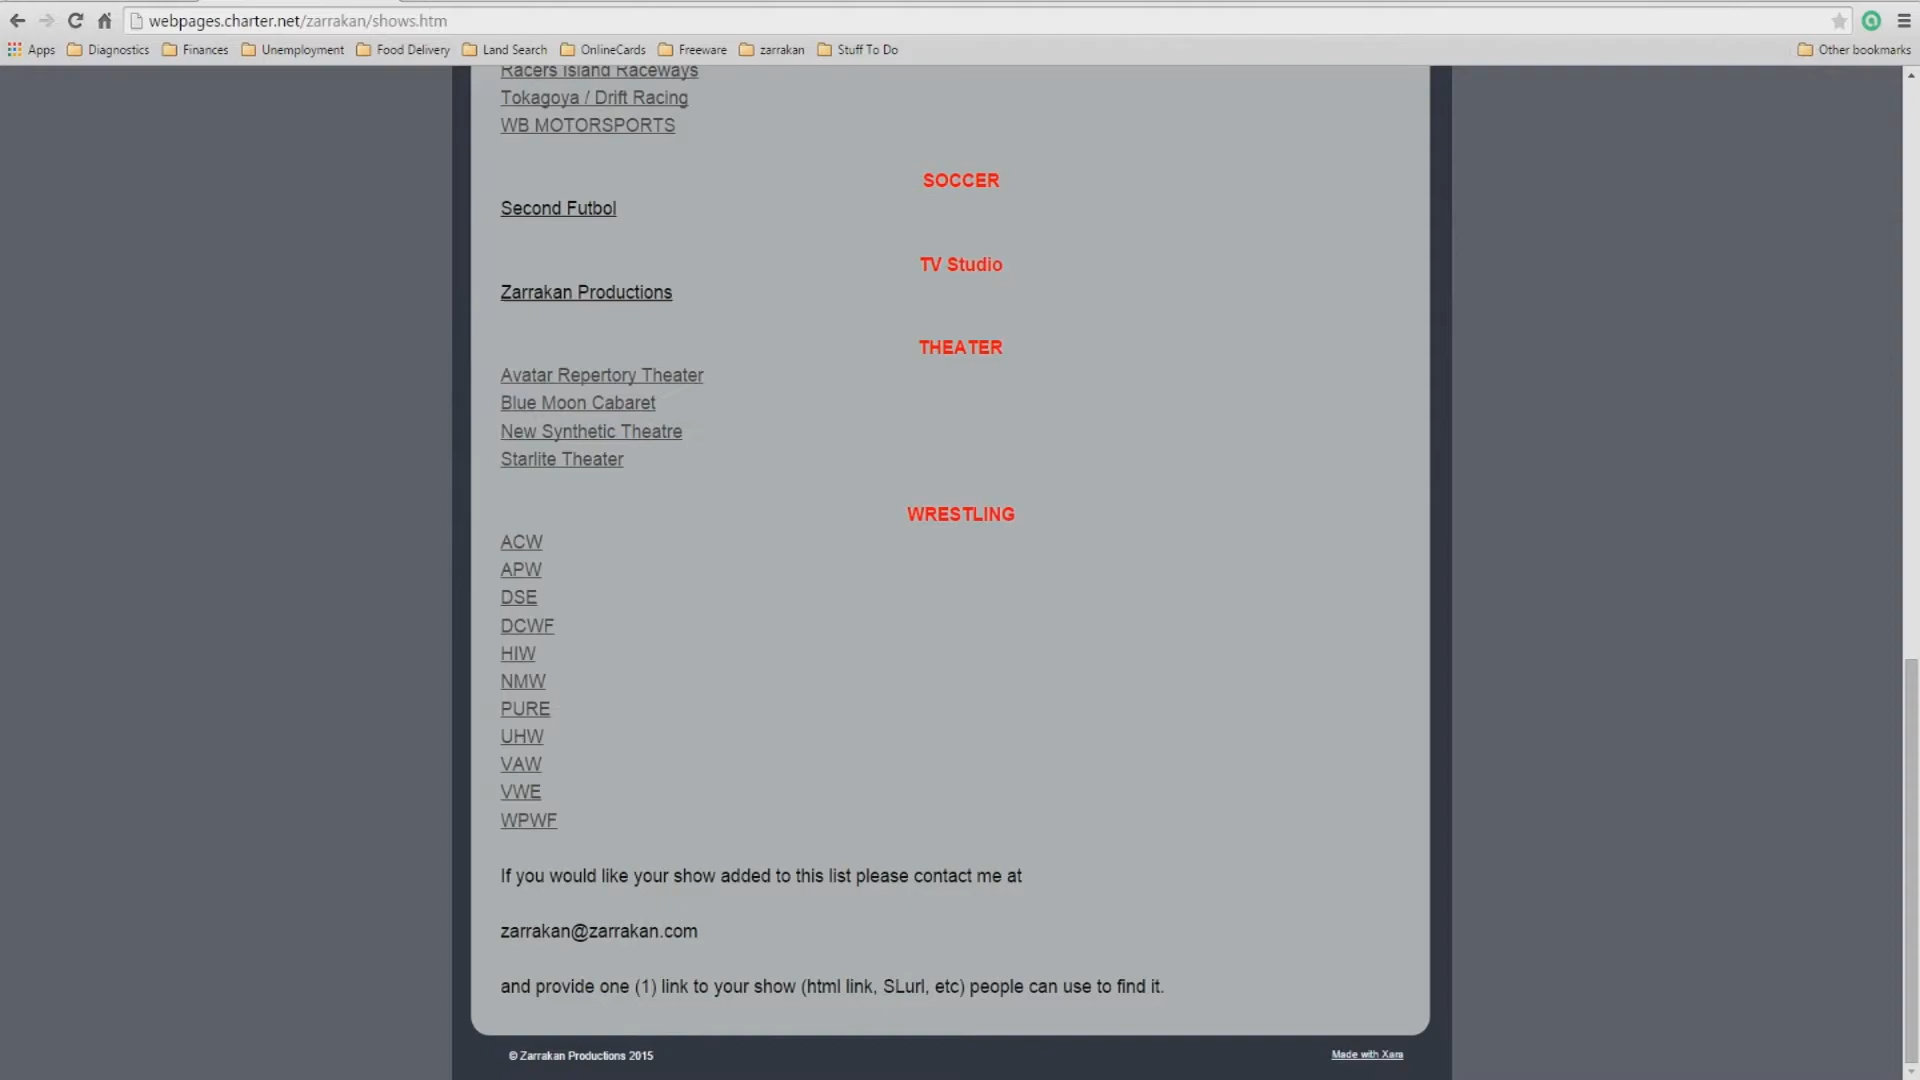 webpages.charter.net/zarrakan/shows.htm
Apps Diagnostics Finances Unemployment Food Delivery Land Search OnlineCards Freeware zarrakan Stuff To Do Other bookmarks
Racers Island Raceways
Tokagoya / Drift Racing
WB MOTORSPORTS
SOCCER
Second Futbol
TV Studio
Zarrakan Productions
THEATER
Avatar Repertory Theater
Blue Moon Cabaret
New Synthetic Theatre
Starlite Theater
WRESTLING
ACW
APW
DSE
DCWF
HIW
NMW
PURE
UHW
VAW
VWE
WPWF
If you would like your show added to this list please contact me at
zarrakan@zarrakan.com
and provide one (1) link to your show (html link, SLurl, etc) people can use to find it.
© Zarrakan Productions 2015 Made with Xara